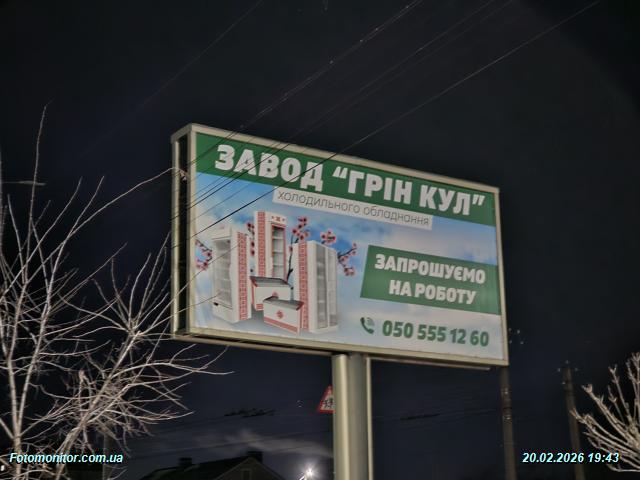 ЗАВОД "ГРІН КУЛ"
холодильного обладнання
ЗАПРОШУЄМО
НА РОБОТУ
050 555 12 60
Fotomonitor.com.ua
20.02.2026 19:43